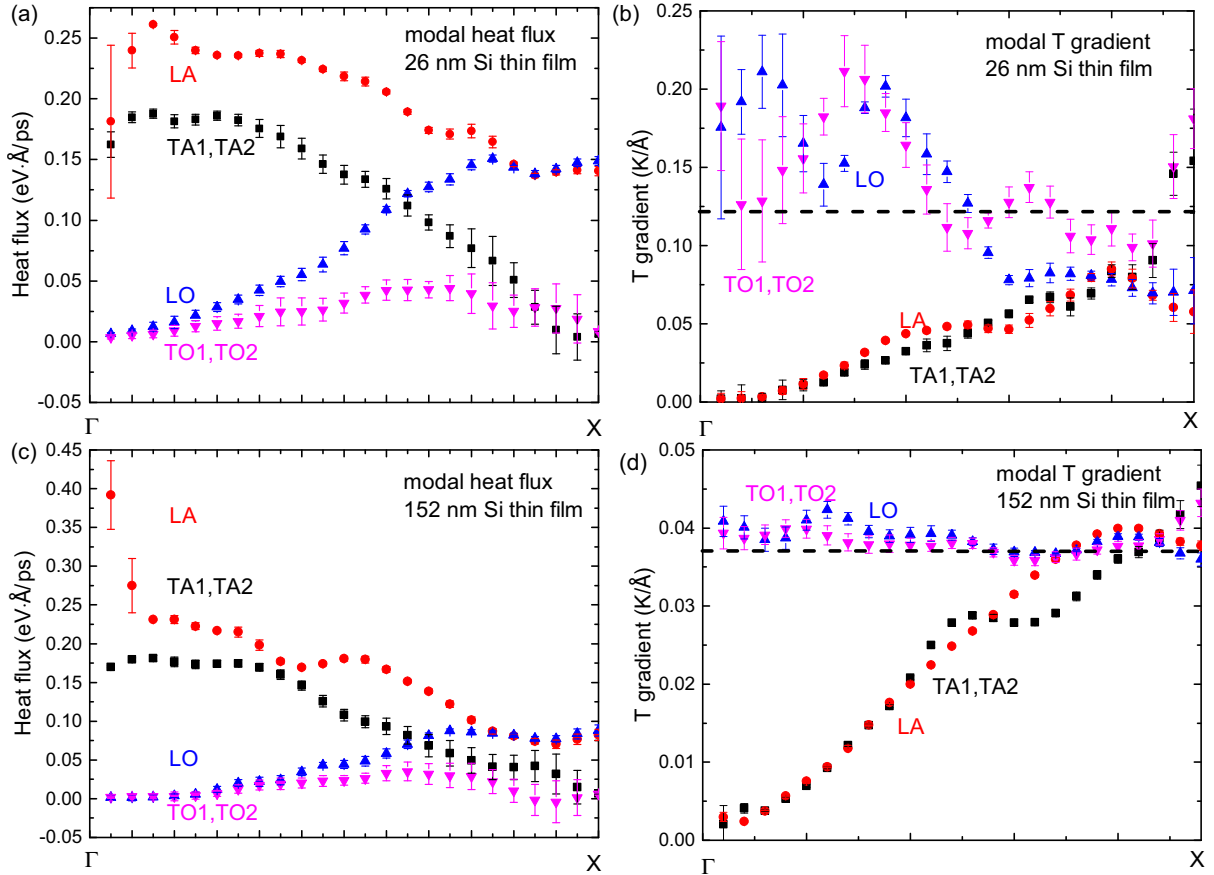 (a)
modal heat flux
26 nm Si thin film
LA
TA1,TA2
LO
TO1,TO2
Heat flux (eV·Å/ps)
0.25
0.20
0.15
0.10
0.05
0.00
-0.05
Γ
X
(b)
modal T gradient
26 nm Si thin film
LO
TO1,TO2
LA
TA1,TA2
T gradient (K/Å)
0.20
0.15
0.10
0.05
0.00
Γ
X
(c)
modal heat flux
152 nm Si thin film
LA
TA1,TA2
LO
TO1,TO2
Heat flux (eV·Å/ps)
0.45
0.40
0.35
0.30
0.25
0.20
0.15
0.10
0.05
0.00
-0.05
Γ
X
(d)
modal T gradient
152 nm Si thin film
TO1,TO2
LO
TA1,TA2
LA
T gradient (K/Å)
0.05
0.04
0.03
0.02
0.01
0.00
Γ
X